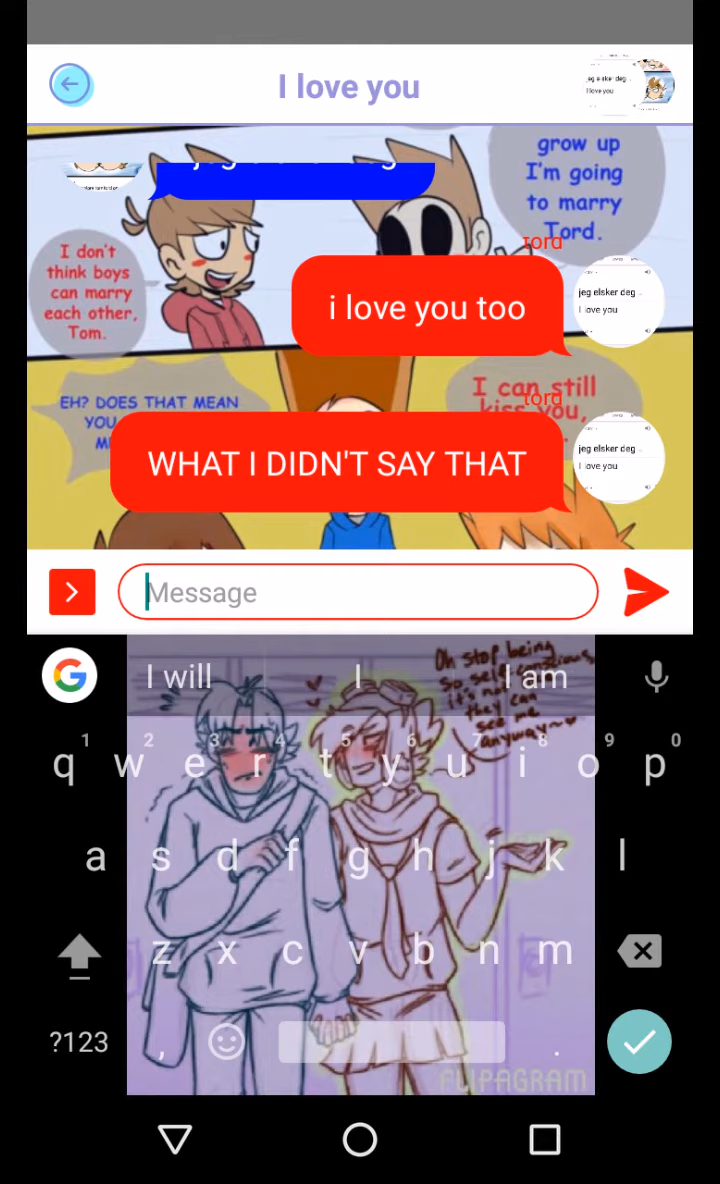 I love you
jeg elsker deg
I love you
grow up
I'm going
to marry
Tord.
I don't
think boys
can marry
each other,
Tom.
tord
i love you too
jeg elsker deg
I love you
EH? DOES THAT MEAN
YOU
I can still
kiss you,
tord
WHAT I DIDN'T SAY THAT
jeg elsker deg
I love you
Message
I will
I
I am
Oh stop being
so self conscious,
it's not
they can
see me
anyway~
1 2 3 4 5 6 7 8 9 0
q w e r t y u i o p
a s d f g h j k l
z x c v b n m
?123 , .
FLIPAGRAM